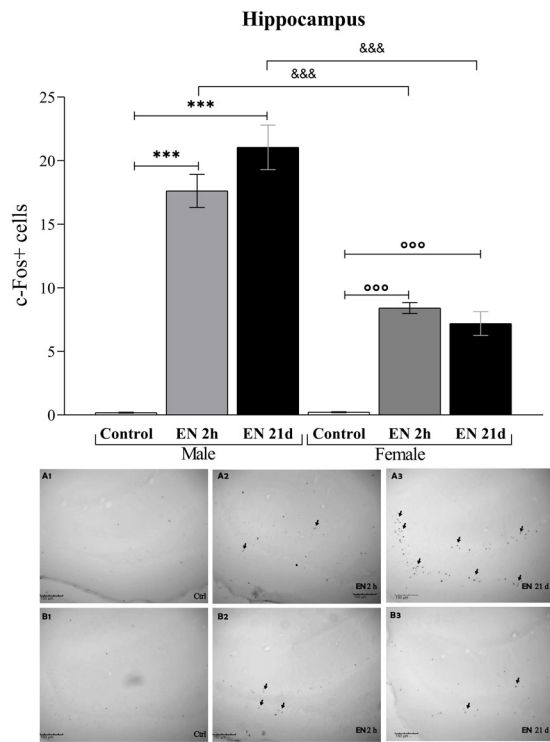 Hippocampus
&&&
&&&
25
20
15
10
5
0
c-Fos+ cells
***
***
°°°
°°°
Control EN 2h EN 21d Control EN 2h EN 21d
Male Female
A1 A2 A3
Ctrl EN 2 h EN 21 d
B1 B2 B3
Ctrl EN 2 h EN 21 d